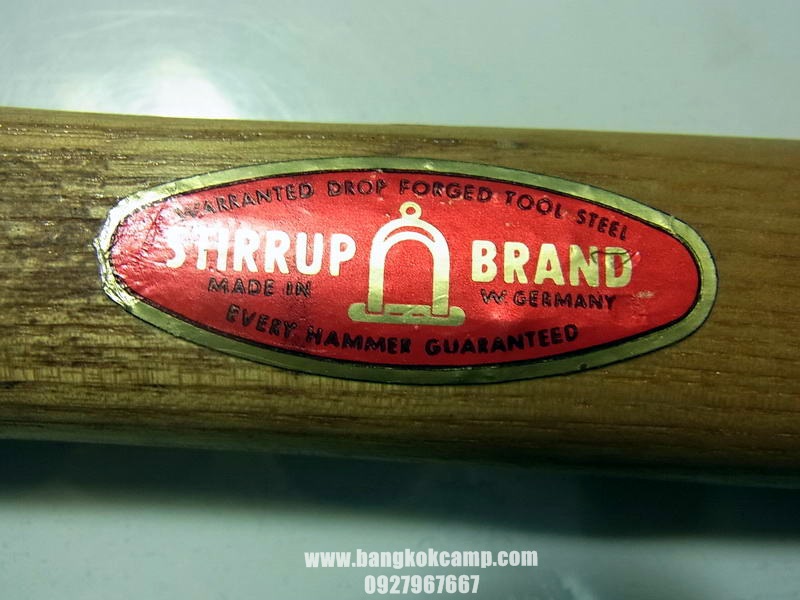 WARRANTED DROP FORGED TOOL STEEL
STIRRUP BRAND
MADE IN W. GERMANY
EVERY HAMMER GUARANTEED
www.bangkokcamp.com
0927967667